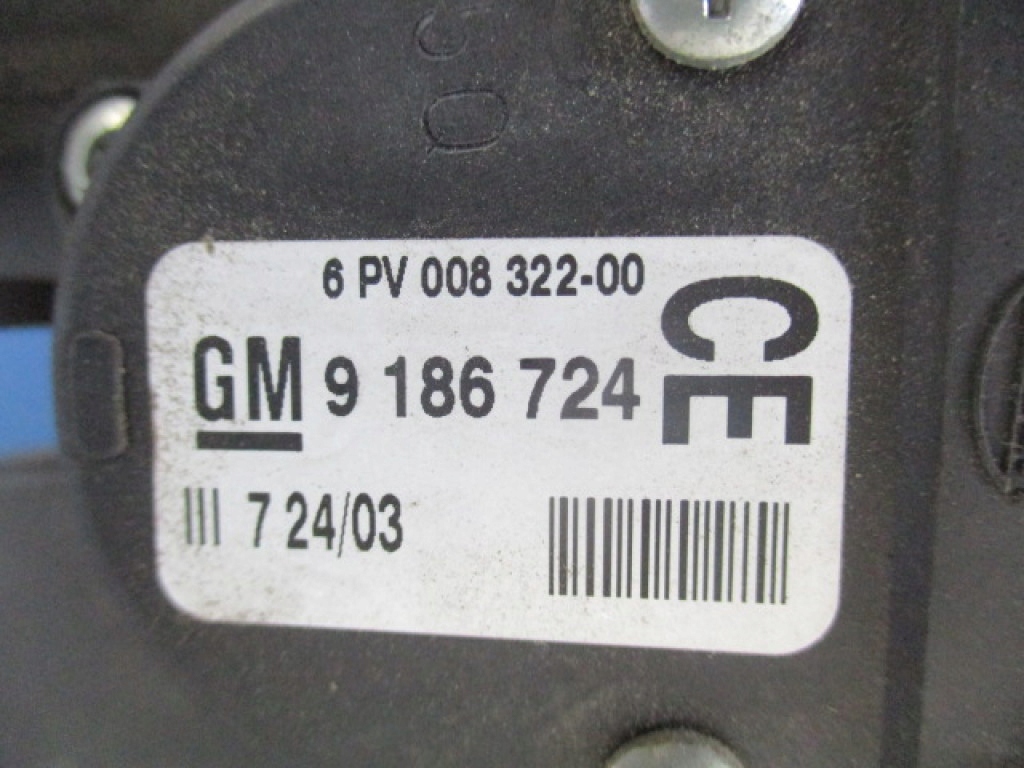 6 PV 008 322-00
GM 9 186 724
CE
||| 7 24/03